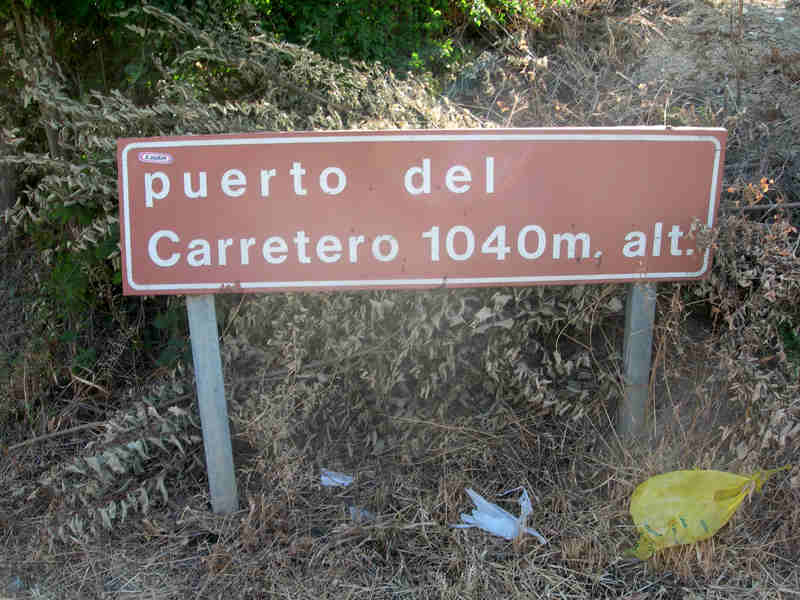 puerto del
Carretero 1040m. alt.